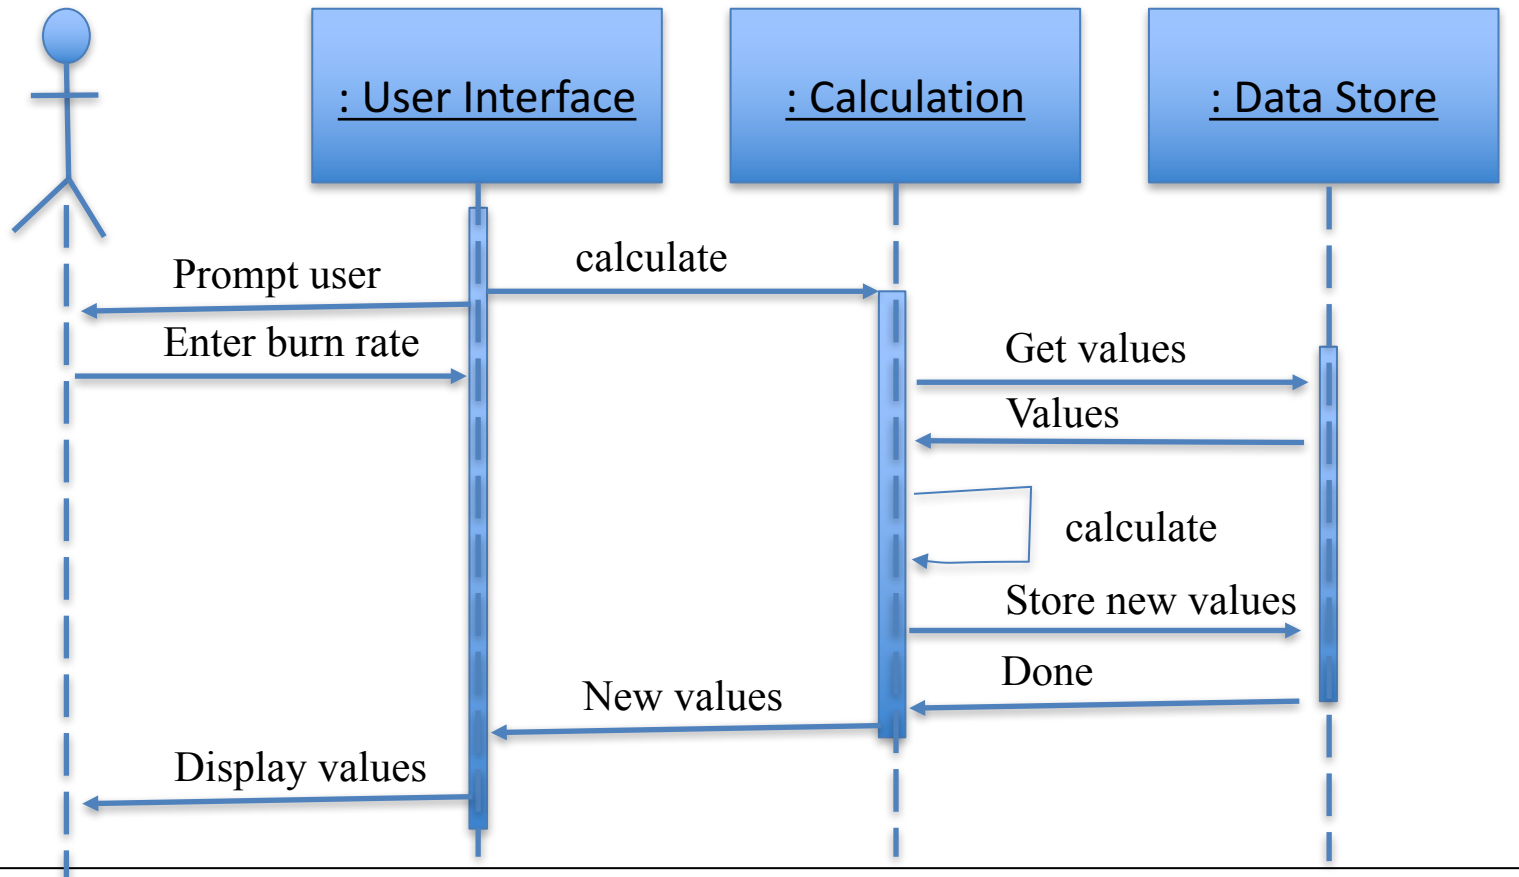 : User Interface
: Calculation
: Data Store
calculate
Prompt user
Enter burn rate
Get values
Values
calculate
Store new values
Done
New values
Display values